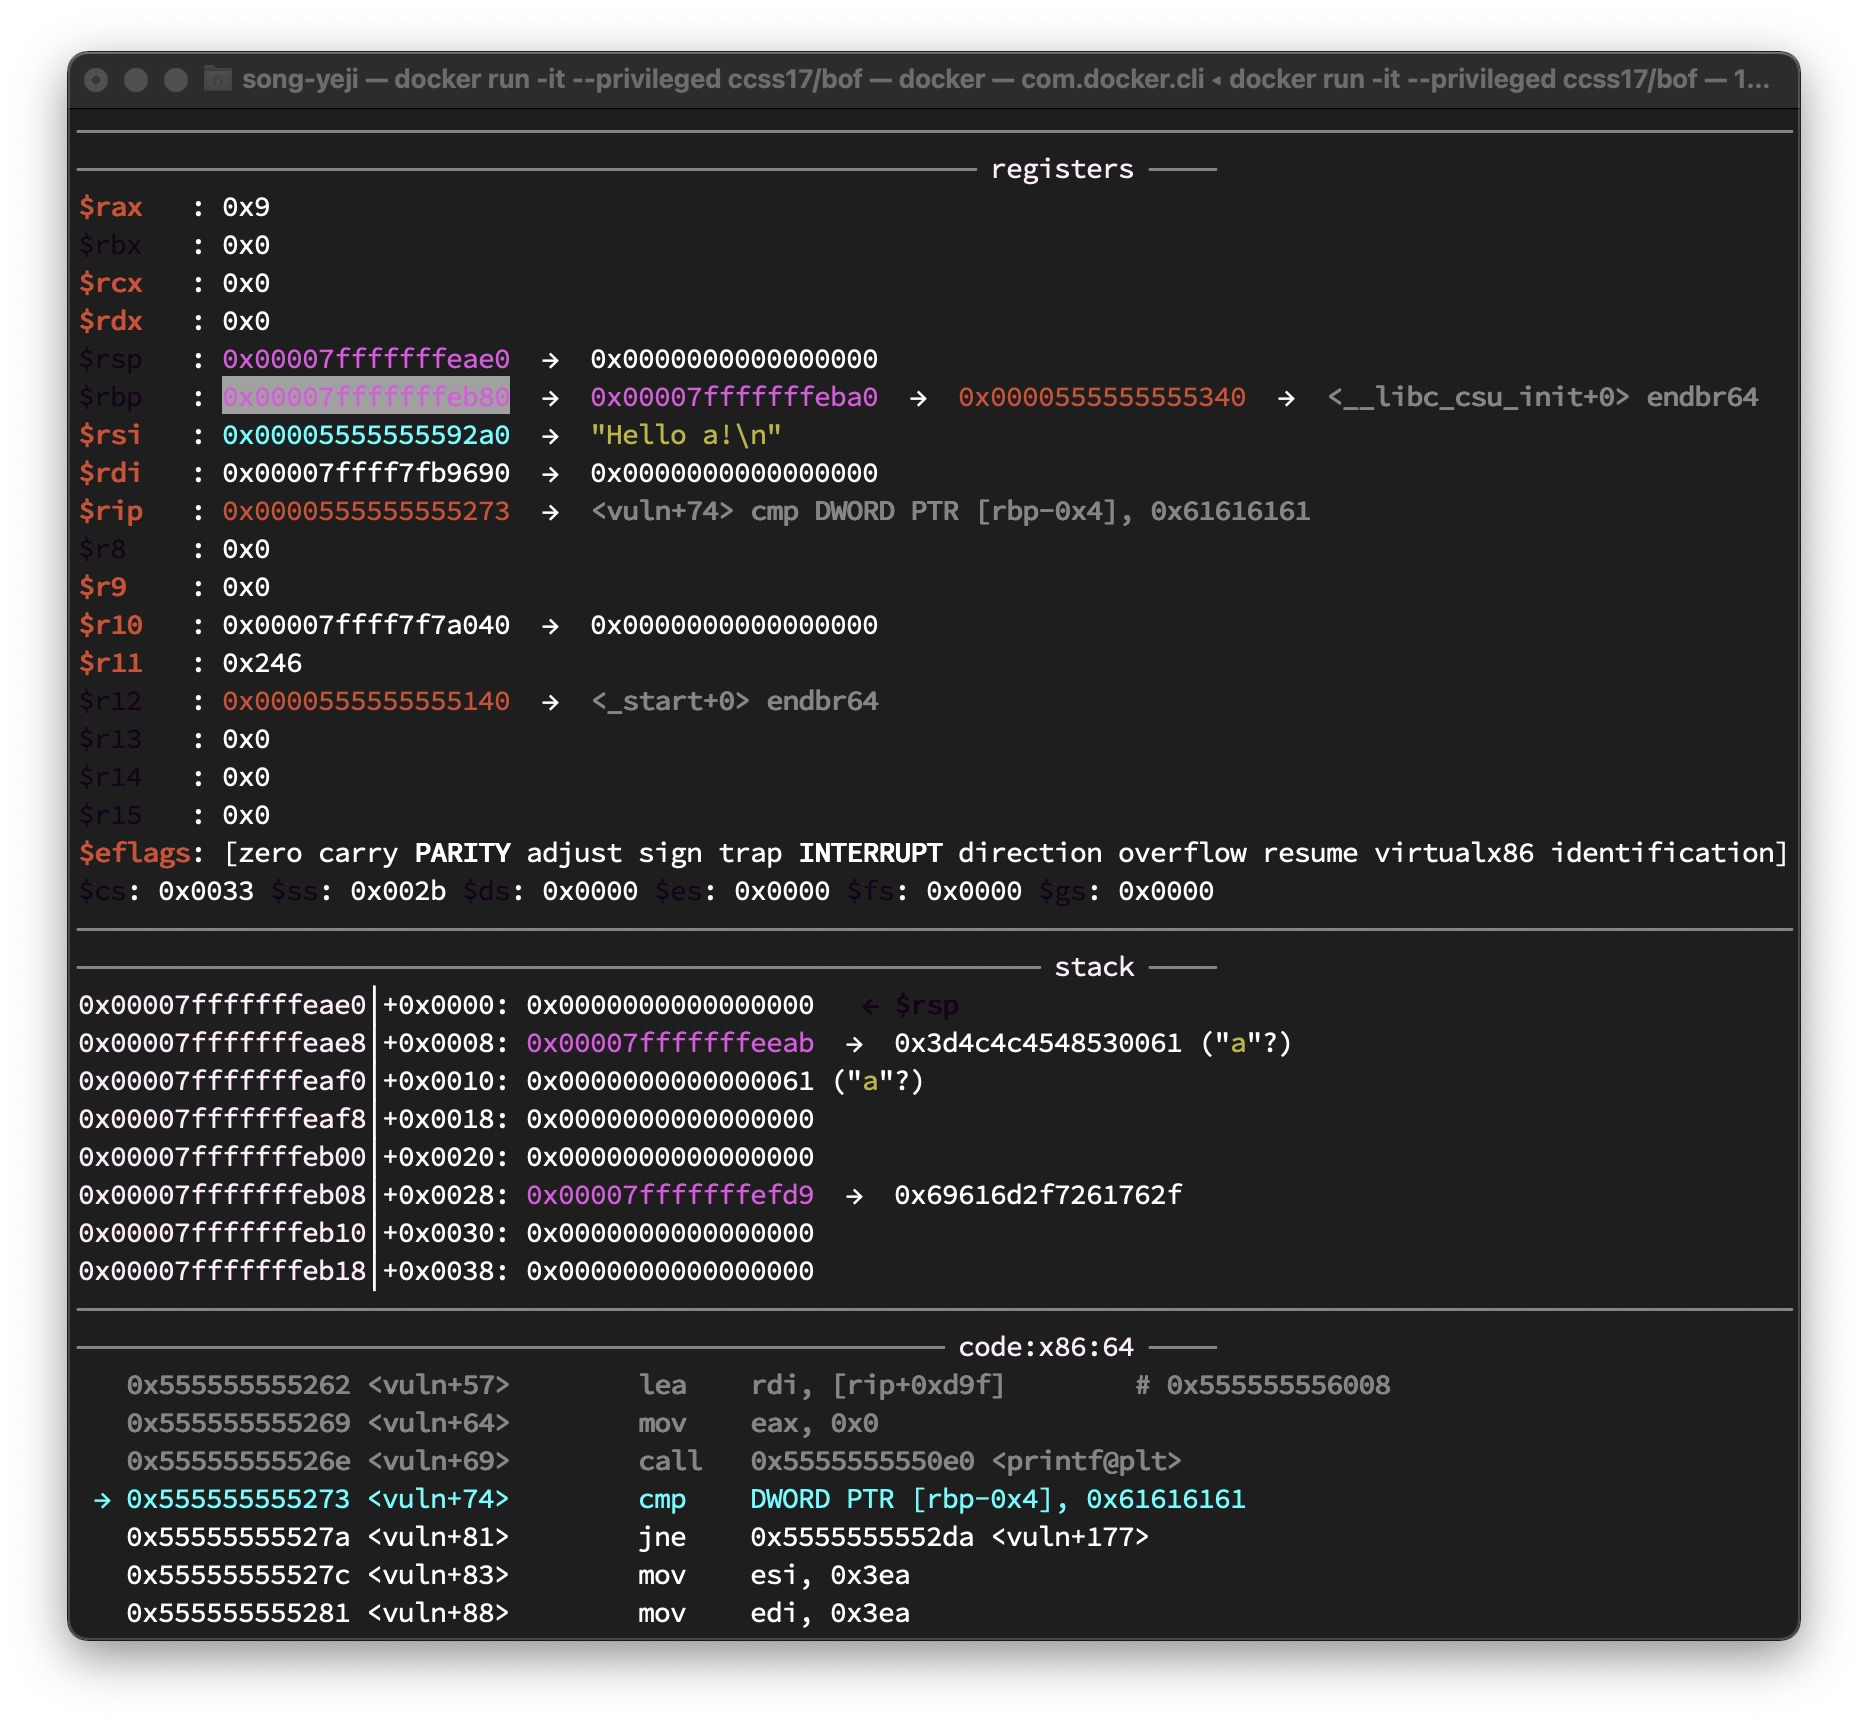 song-yeji — docker run -it --privileged ccss17/bof — docker — com.docker.cli ◂ docker run -it --privileged ccss17/bof — 1...
registers
$rax : 0x9
$rbx : 0x0
$rcx : 0x0
$rdx : 0x0
$rsp : 0x00007fffffffeae0 → 0x0000000000000000
$rbp : 0x00007fffffffeb80 → 0x00007fffffffeba0 → 0x0000555555555340 → <__libc_csu_init+0> endbr64
$rsi : 0x00005555555592a0 → "Hello a!\n"
$rdi : 0x00007ffff7fb9690 → 0x0000000000000000
$rip : 0x0000555555555273 → <vuln+74> cmp DWORD PTR [rbp-0x4], 0x61616161
$r8 : 0x0
$r9 : 0x0
$r10 : 0x00007ffff7f7a040 → 0x0000000000000000
$r11 : 0x246
$r12 : 0x0000555555555140 → <_start+0> endbr64
$r13 : 0x0
$r14 : 0x0
$r15 : 0x0
$eflags: [zero carry PARITY adjust sign trap INTERRUPT direction overflow resume virtualx86 identification]
$cs: 0x0033 $ss: 0x002b $ds: 0x0000 $es: 0x0000 $fs: 0x0000 $gs: 0x0000
stack
0x00007fffffffeae0│+0x0000: 0x0000000000000000 ← $rsp
0x00007fffffffeae8│+0x0008: 0x00007fffffffeeab → 0x3d4c4c4548530061 ("a"?)
0x00007fffffffeaf0│+0x0010: 0x0000000000000061 ("a"?)
0x00007fffffffeaf8│+0x0018: 0x0000000000000000
0x00007fffffffeb00│+0x0020: 0x0000000000000000
0x00007fffffffeb08│+0x0028: 0x00007fffffffefd9 → 0x69616d2f7261762f
0x00007fffffffeb10│+0x0030: 0x0000000000000000
0x00007fffffffeb18│+0x0038: 0x0000000000000000
code:x86:64
0x555555555262 <vuln+57> lea rdi, [rip+0xd9f] # 0x555555556008
0x555555555269 <vuln+64> mov eax, 0x0
0x55555555526e <vuln+69> call 0x5555555550e0 <printf@plt>
→ 0x555555555273 <vuln+74> cmp DWORD PTR [rbp-0x4], 0x61616161
0x55555555527a <vuln+81> jne 0x5555555552da <vuln+177>
0x55555555527c <vuln+83> mov esi, 0x3ea
0x555555555281 <vuln+88> mov edi, 0x3ea